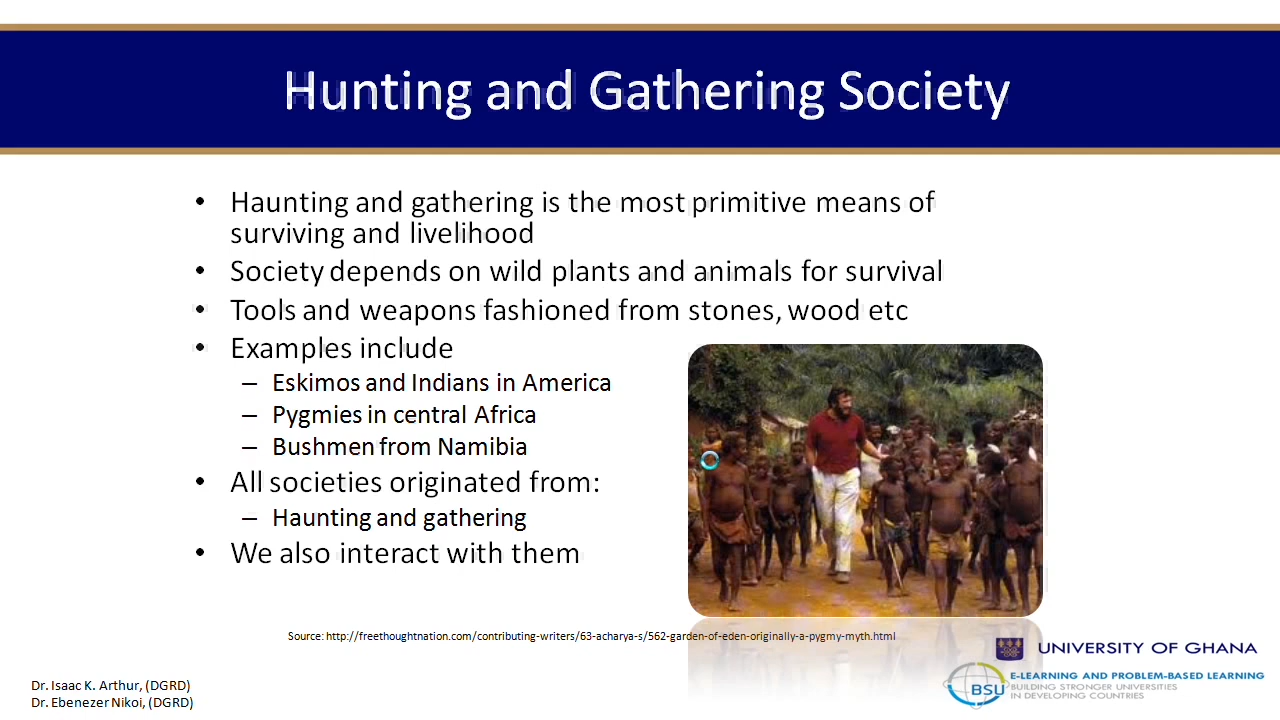 Hunting and Gathering Society
• Haunting and gathering is the most primitive means of
surviving and livelihood
• Society depends on wild plants and animals for survival
• Tools and weapons fashioned from stones, wood etc
• Examples include
– Eskimos and Indians in America
– Pygmies in central Africa
– Bushmen from Namibia
• All societies originated from:
– Haunting and gathering
• We also interact with them
Source: http://freethoughtnation.com/contributing-writers/63-acharya-s/562-garden-of-eden-originally-a-pygmy-myth.html
Dr. Isaac K. Arthur, (DGRD)
Dr. Ebenezer Nikoi, (DGRD)
UNIVERSITY OF GHANA
BSU
E-LEARNING AND PROBLEM-BASED LEARNING
BUILDING STRONGER UNIVERSITIES
IN DEVELOPING COUNTRIES